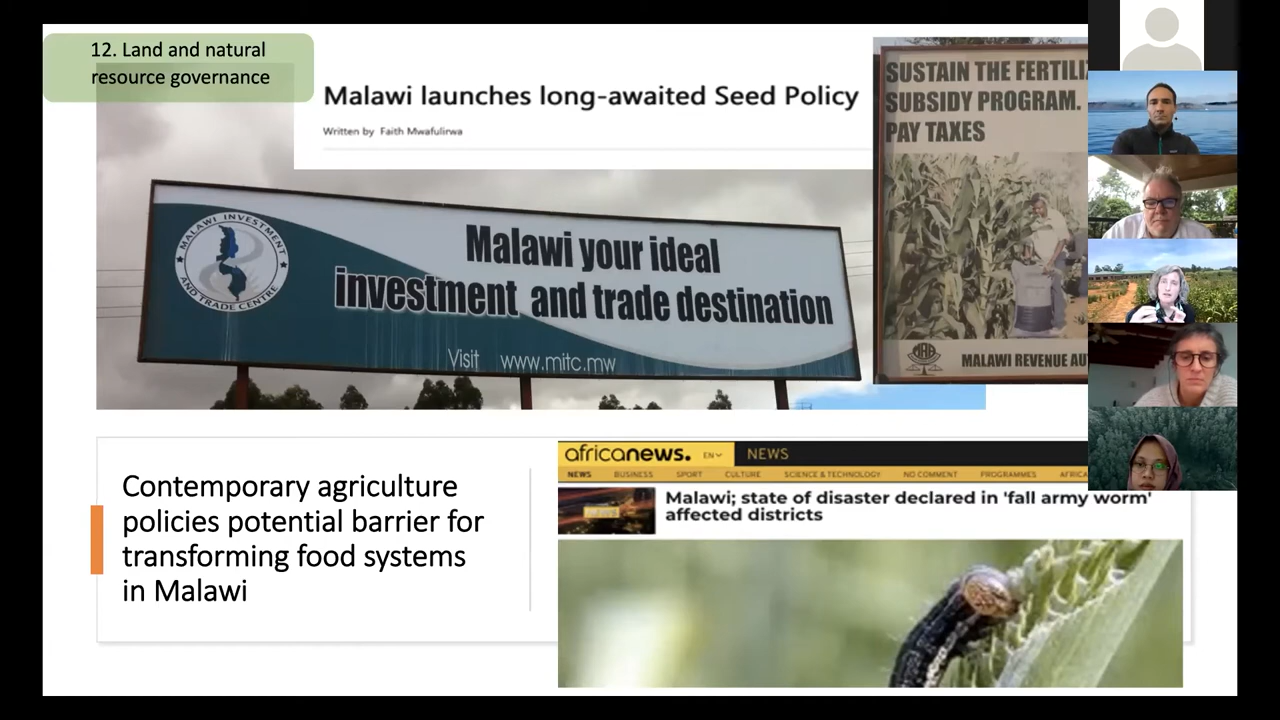 12. Land and natural
resource governance
Malawi launches long-awaited Seed Policy
Written by Faith Mwafulirwa
MALAWI INVESTMENT
AND TRADE CENTRE
Malawi your ideal
investment and trade destination
Visit www.mitc.mw
SUSTAIN THE FERTILI
SUBSIDY PROGRAM.
PAY TAXES
MRA
MALAWI REVENUE AU
Contemporary agriculture
policies potential barrier for
transforming food systems
in Malawi
africanews. EN NEWS
NEWS BUSINESS SPORT CULTURE SCIENCE & TECHNOLOGY NO COMMENT PROGRAMMES AFRICA
Malawi; state of disaster declared in 'fall army worm'
affected districts